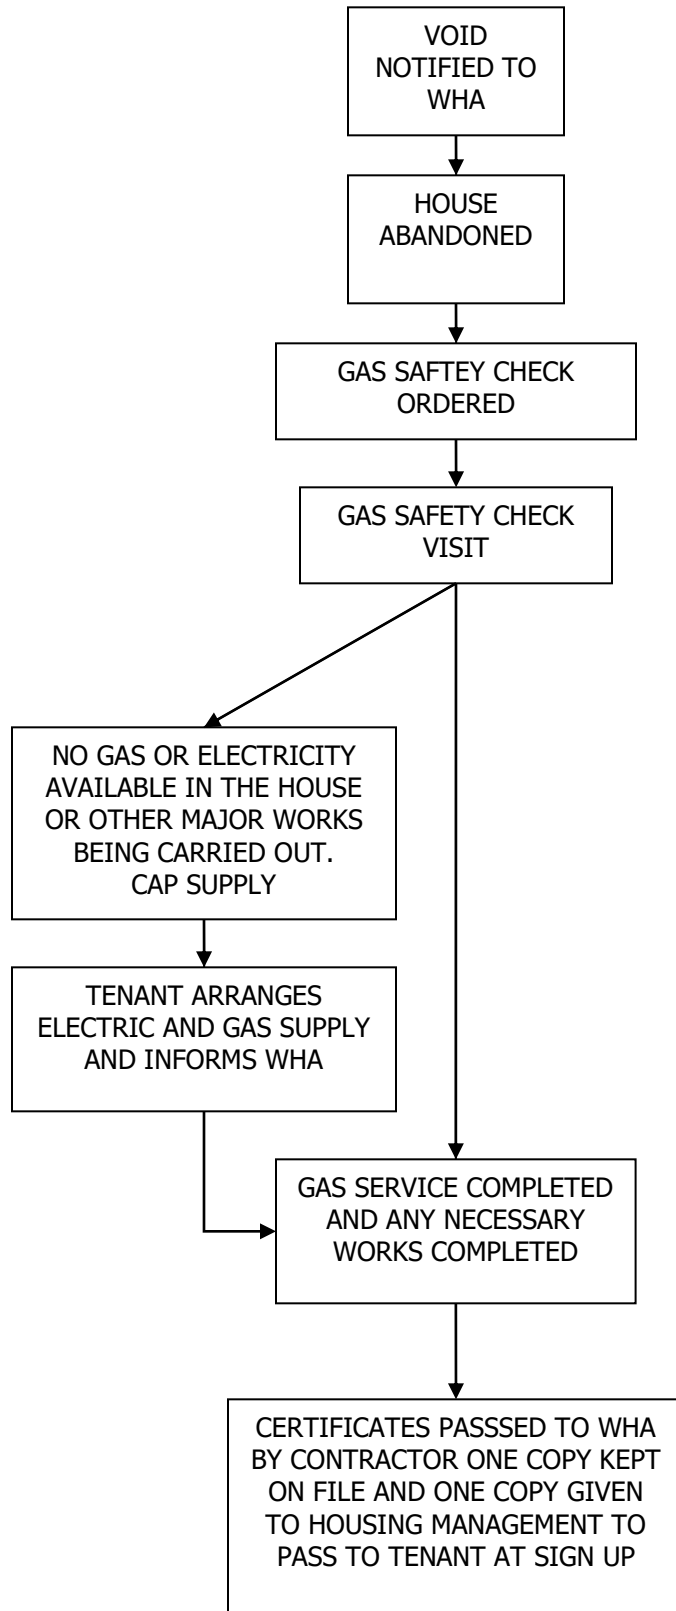 VOID
NOTIFIED TO
WHA
HOUSE
ABANDONED
GAS SAFTEY CHECK
ORDERED
GAS SAFETY CHECK
VISIT
NO GAS OR ELECTRICITY
AVAILABLE IN THE HOUSE
OR OTHER MAJOR WORKS
BEING CARRIED OUT.
CAP SUPPLY
TENANT ARRANGES
ELECTRIC AND GAS SUPPLY
AND INFORMS WHA
GAS SERVICE COMPLETED
AND ANY NECESSARY
WORKS COMPLETED
CERTIFICATES PASSSED TO WHA
BY CONTRACTOR ONE COPY KEPT
ON FILE AND ONE COPY GIVEN
TO HOUSING MANAGEMENT TO
PASS TO TENANT AT SIGN UP